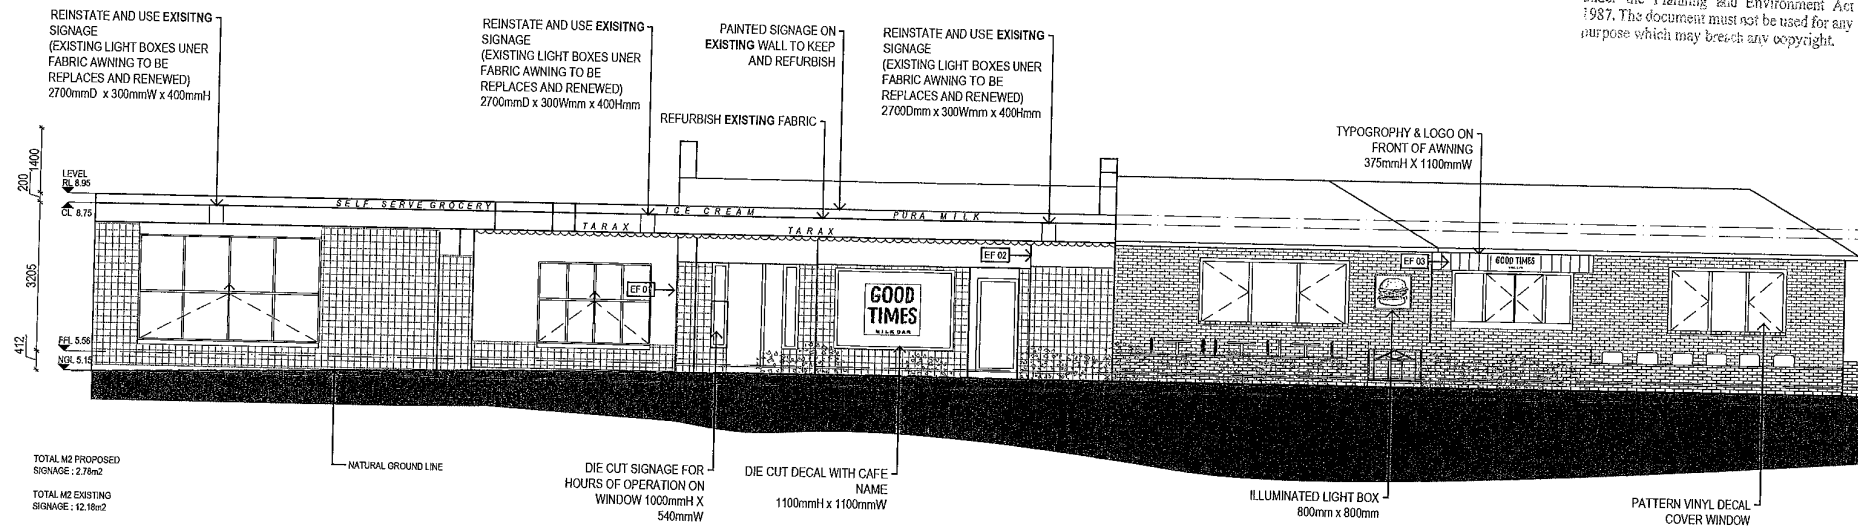 under the Planning and Environment Act
1987. The document must not be used for any
purpose which may breach any copyright.
REINSTATE AND USE EXISITNG
SIGNAGE
(EXISTING LIGHT BOXES UNER
FABRIC AWNING TO BE
REPLACES AND RENEWED)
2700mmD x 300mmW x 400mmH
REINSTATE AND USE EXISITNG
SIGNAGE
(EXISTING LIGHT BOXES UNER
FABRIC AWNING TO BE
REPLACES AND RENEWED)
2700mmD x 300Wmm x 400Hmm
PAINTED SIGNAGE ON
EXISTING WALL TO KEEP
AND REFURBISH
REFURBISH EXISTING FABRIC
REINSTATE AND USE EXISITNG
SIGNAGE
(EXISTING LIGHT BOXES UNER
FABRIC AWNING TO BE
REPLACES AND RENEWED)
2700Dmm x 300Wmm x 400Hmm
TYPOGROPHY & LOGO ON
FRONT OF AWNING
375mmH X 1100mmW
1400
200
3205
412
LEVEL
RL 8.95
CL 8.75
FFL 5.56
NGL 5.15
SELF SERVE GROCERY
ICE CREAM
PURA MILK
TARAX
TARAX
EF 01
EF 02
EF 03
GOOD
TIMES
MILK BAR
GOOD TIMES
TOTAL M2 PROPOSED
SIGNAGE : 2.78m2
TOTAL M2 EXISTING
SIGNAGE : 12.18m2
NATURAL GROUND LINE
DIE CUT SIGNAGE FOR
HOURS OF OPERATION ON
WINDOW 1000mmH X
540mmW
DIE CUT DECAL WITH CAFE
NAME
1100mmH x 1100mmW
ILLUMINATED LIGHT BOX
800mm x 800mm
PATTERN VINYL DECAL
COVER WINDOW